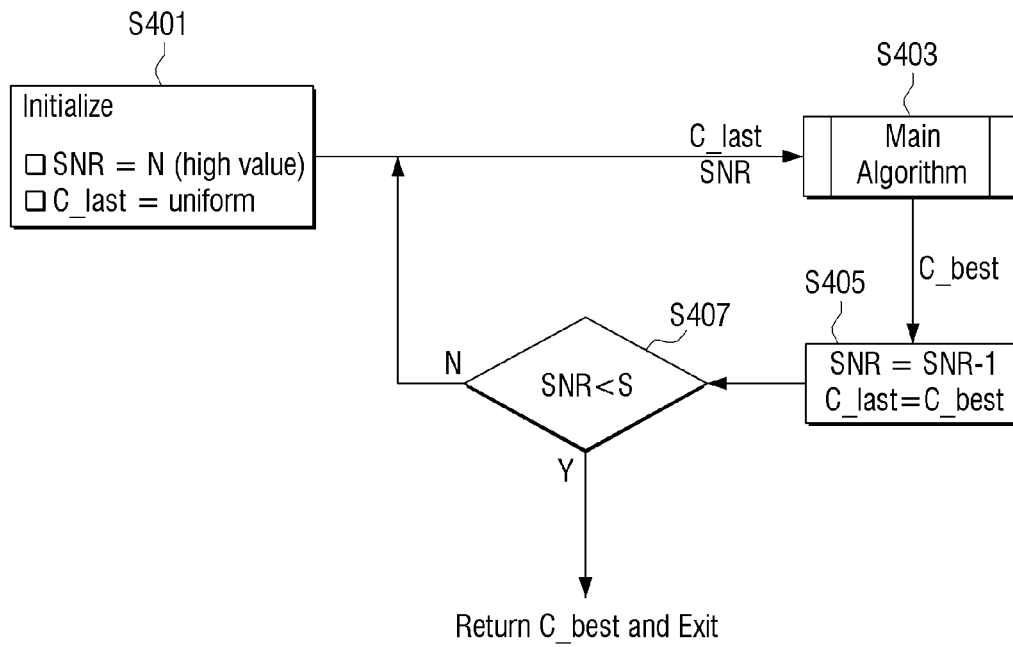 S401
Initialize
☐ SNR = N (high value)
☐ C_last = uniform
C_last
SNR
S403
Main
Algorithm
C_best
S405
SNR = SNR-1
C_last=C_best
S407
SNR<S
N
Y
Return C_best and Exit